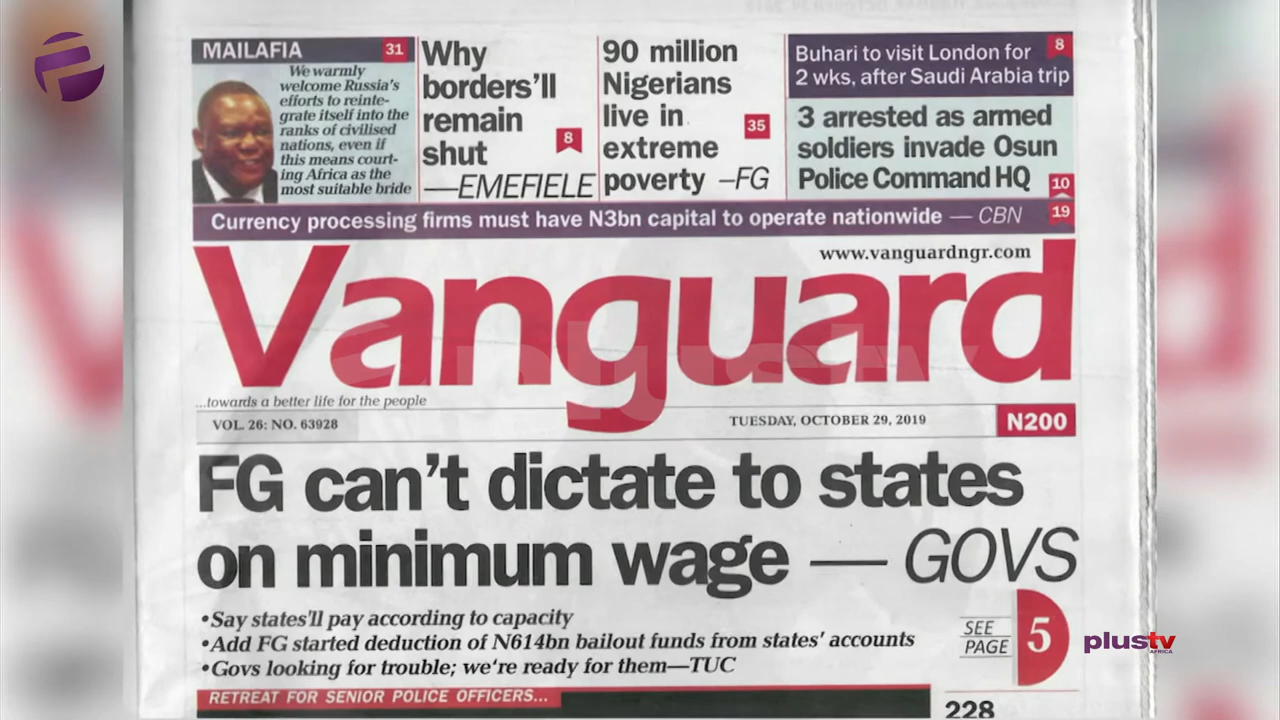 MAILAFIA 31
We warmly
welcome Russia's
efforts to reinte-
grate itself into the
ranks of civilised
nations, even if
this means court-
ing Africa as the
most suitable bride
Why
borders'll
remain
shut 8
—EMEFIELE
90 million
Nigerians
live in
extreme 35
poverty –FG
Buhari to visit London for 8
2 wks, after Saudi Arabia trip
3 arrested as armed
soldiers invade Osun
Police Command HQ 10
Currency processing firms must have N3bn capital to operate nationwide — CBN 19
www.vanguardngr.com
Vanguard
plustv
...towards a better life for the people
VOL. 26: NO. 63928
TUESDAY, OCTOBER 29, 2019
N200
FG can't dictate to states
on minimum wage — GOVS
•Say states'll pay according to capacity
•Add FG started deduction of N614bn bailout funds from states' accounts
•Govs looking for trouble; we're ready for them—TUC
SEE
PAGE 5
plustv
AFRICA
RETREAT FOR SENIOR POLICE OFFICERS...
228